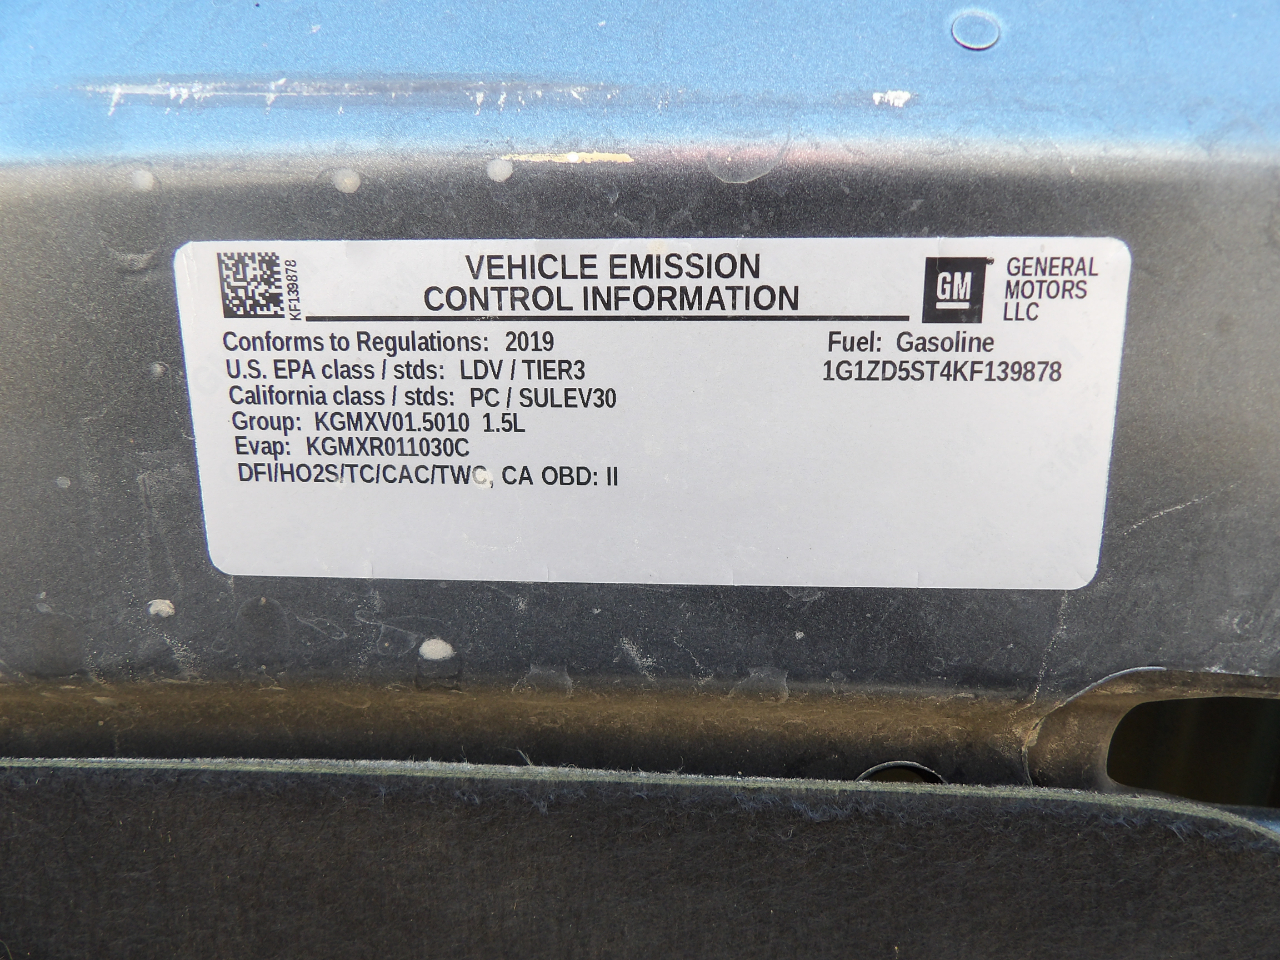 KF139878
VEHICLE EMISSION
CONTROL INFORMATION
GM
GENERAL
MOTORS
LLC
Conforms to Regulations: 2019
Fuel: Gasoline
U.S. EPA class / stds: LDV / TIER3
1G1ZD5ST4KF139878
California class / stds: PC / SULEV30
Group: KGMXV01.5010 1.5L
Evap: KGMXR011030C
DFI/HO2S/TC/CAC/TWC, CA OBD: II